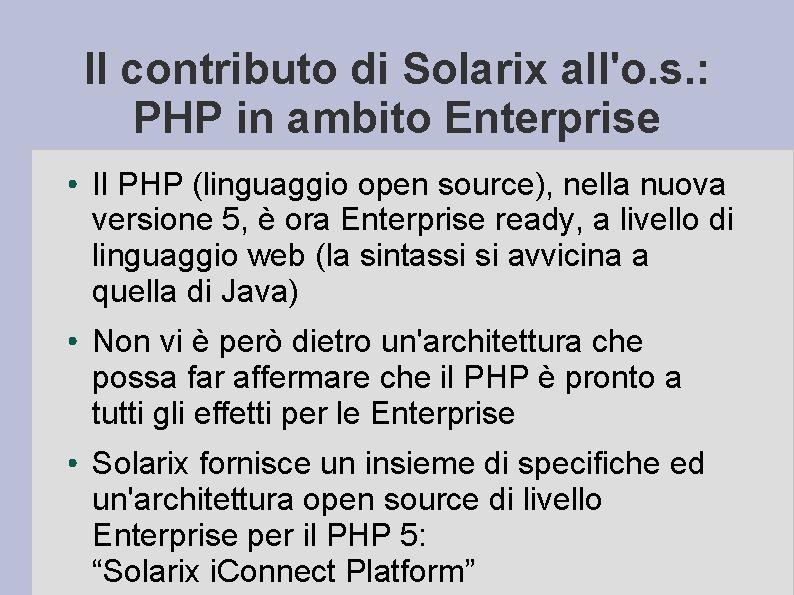 Il contributo di Solarix all'o.s.:
PHP in ambito Enterprise
• Il PHP (linguaggio open source), nella nuova
versione 5, è ora Enterprise ready, a livello di
linguaggio web (la sintassi si avvicina a
quella di Java)
• Non vi è però dietro un'architettura che
possa far affermare che il PHP è pronto a
tutti gli effetti per le Enterprise
• Solarix fornisce un insieme di specifiche ed
un'architettura open source di livello
Enterprise per il PHP 5:
“Solarix iConnect Platform”